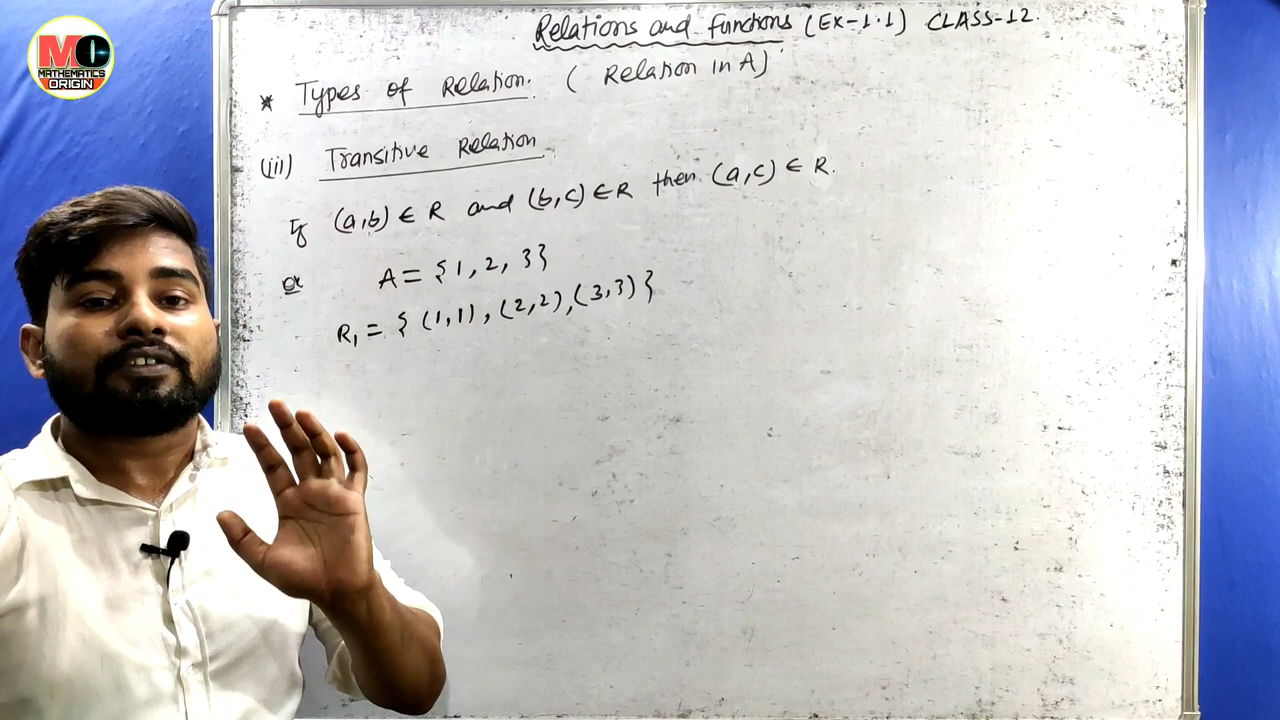 MO
MATHEMATICS
ORIGIN
Relations and functions (EX-1.1) CLASS-12.
* Types of Relation. ( Relation in A)
(iii) Transitive Relation
If (a,b) ∈ R and (b,c) ∈ R then (a,c) ∈ R.
ex A = {1, 2, 3}
R₁ = { (1,1), (2,2), (3,3) }